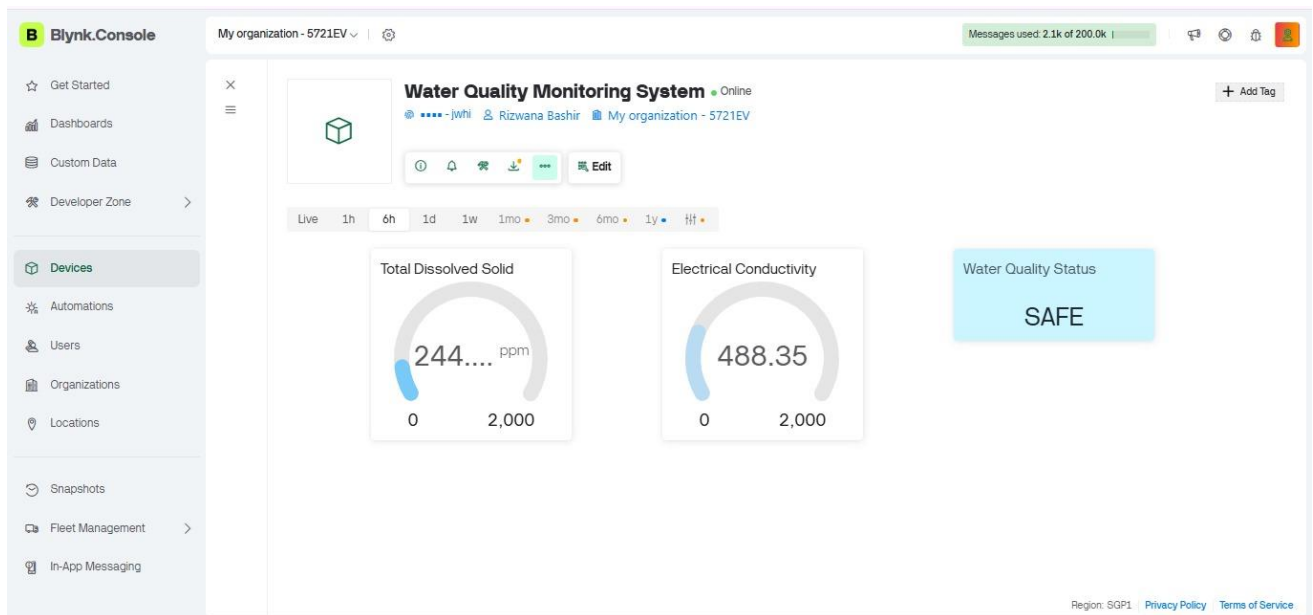 B Blynk.Console
My organization - 5721EV
Messages used: 2.1k of 200.0k
Get Started
Dashboards
Custom Data
Developer Zone
Devices
Automations
Users
Organizations
Locations
Snapshots
Fleet Management
In-App Messaging
Water Quality Monitoring System Online
- jwhi Rizwana Bashir My organization - 5721EV
Add Tag
Edit
Live 1h 6h 1d 1w 1mo 3mo 6mo 1y
Total Dissolved Solid
244.... ppm
0 2,000
Electrical Conductivity
488.35
0 2,000
Water Quality Status
SAFE
Region: SGP1 Privacy Policy Terms of Service